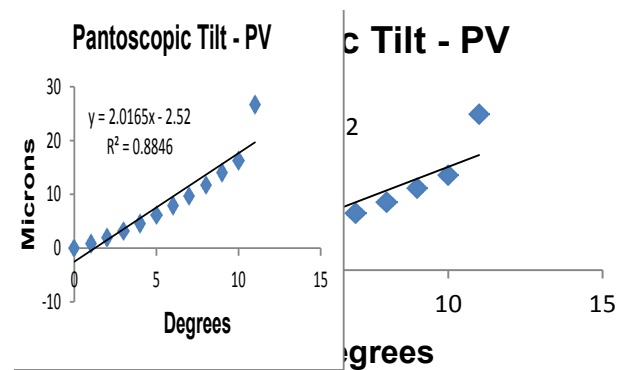 Pantoscopic Tilt - PV
30
20
10
0
-10
y = 2.0165x - 2.52
R² = 0.8846
Microns
0 5 10 15
Degrees
c Tilt - PV
2
10 15
egrees